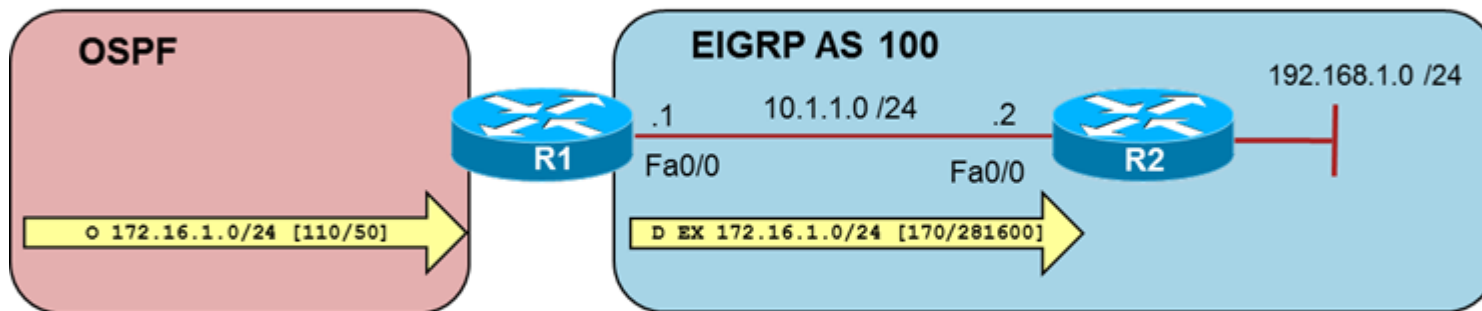 OSPF
EIGRP AS 100
192.168.1.0 /24
.1
10.1.1.0 /24
.2
R1
R2
Fa0/0
Fa0/0
O 172.16.1.0/24 [110/50]
D EX 172.16.1.0/24 [170/281600]